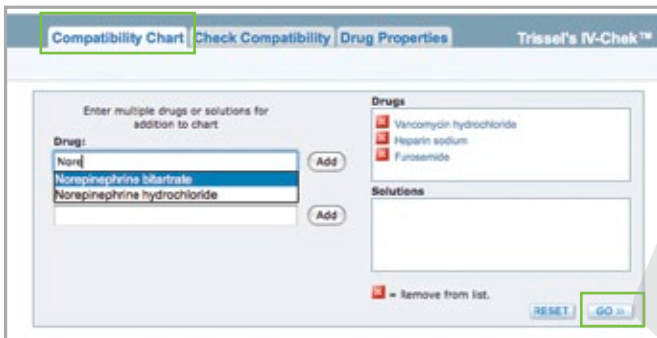 Compatibility Chart Check Compatibility Drug Properties Trissel's IV-Chek™
Enter multiple drugs or solutions for
addition to chart
Drug:
Nore
Add
Norepinephrine bitartrate
Norepinephrine hydrochloride
Add
Drugs
Vancomycin hydrochloride
Heparin sodium
Furosemide
Solutions
= Remove from list.
RESET
GO »